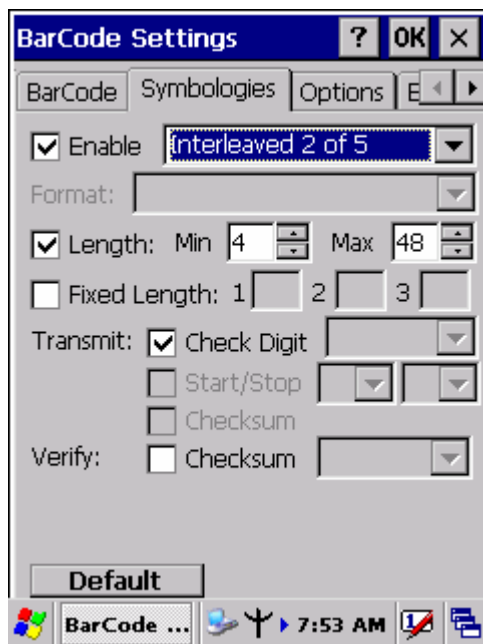 BarCode Settings ? OK ×
BarCode Symbologies Options E
Enable Interleaved 2 of 5
Format:
Length: Min 4 Max 48
Fixed Length: 1 2 3
Transmit: Check Digit
Start/Stop
Checksum
Verify: Checksum
Default
BarCode ... 7:53 AM